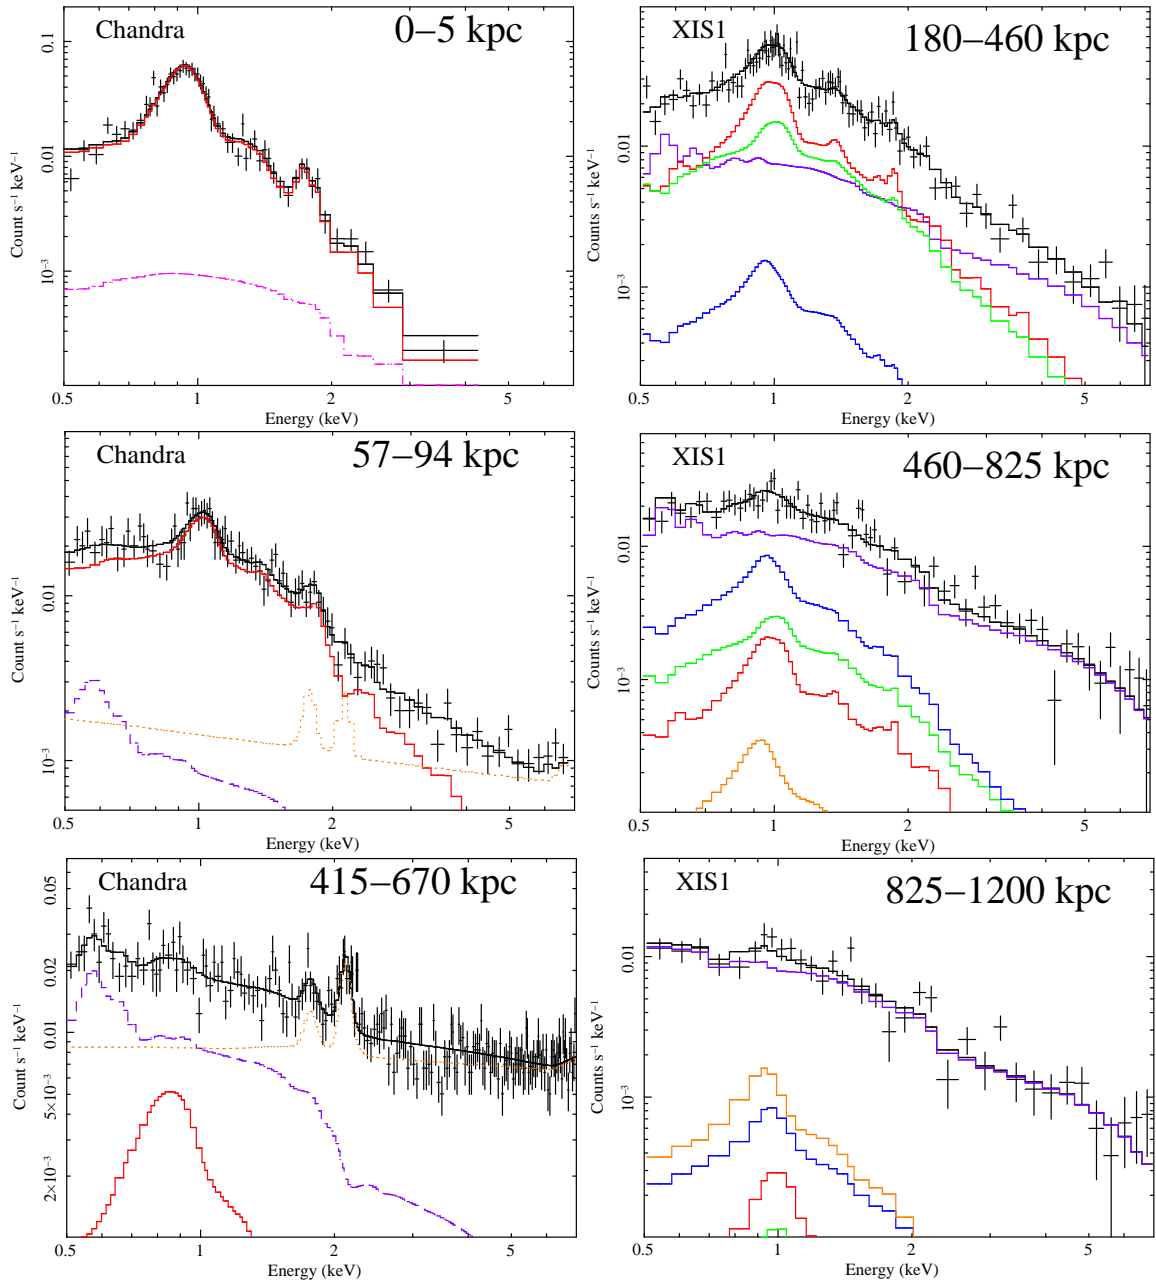 Chandra
0–5 kpc
0.1
0.01
10⁻³
Count s⁻¹ keV⁻¹
0.5 1 2 5
Energy (keV)
XIS1
180–460 kpc
0.01
10⁻³
Counts s⁻¹ keV⁻¹
0.5 1 2 5
Energy (keV)
Chandra
57–94 kpc
0.01
10⁻³
Count s⁻¹ keV⁻¹
0.5 1 2 5
Energy (keV)
XIS1
460–825 kpc
0.01
10⁻³
Counts s⁻¹ keV⁻¹
0.5 1 2 5
Energy (keV)
Chandra
415–670 kpc
0.05
0.02
0.01
5×10⁻³
2×10⁻³
Count s⁻¹ keV⁻¹
0.5 1 2 5
Energy (keV)
XIS1
825–1200 kpc
0.01
10⁻³
Counts s⁻¹ keV⁻¹
0.5 1 2 5
Energy (keV)